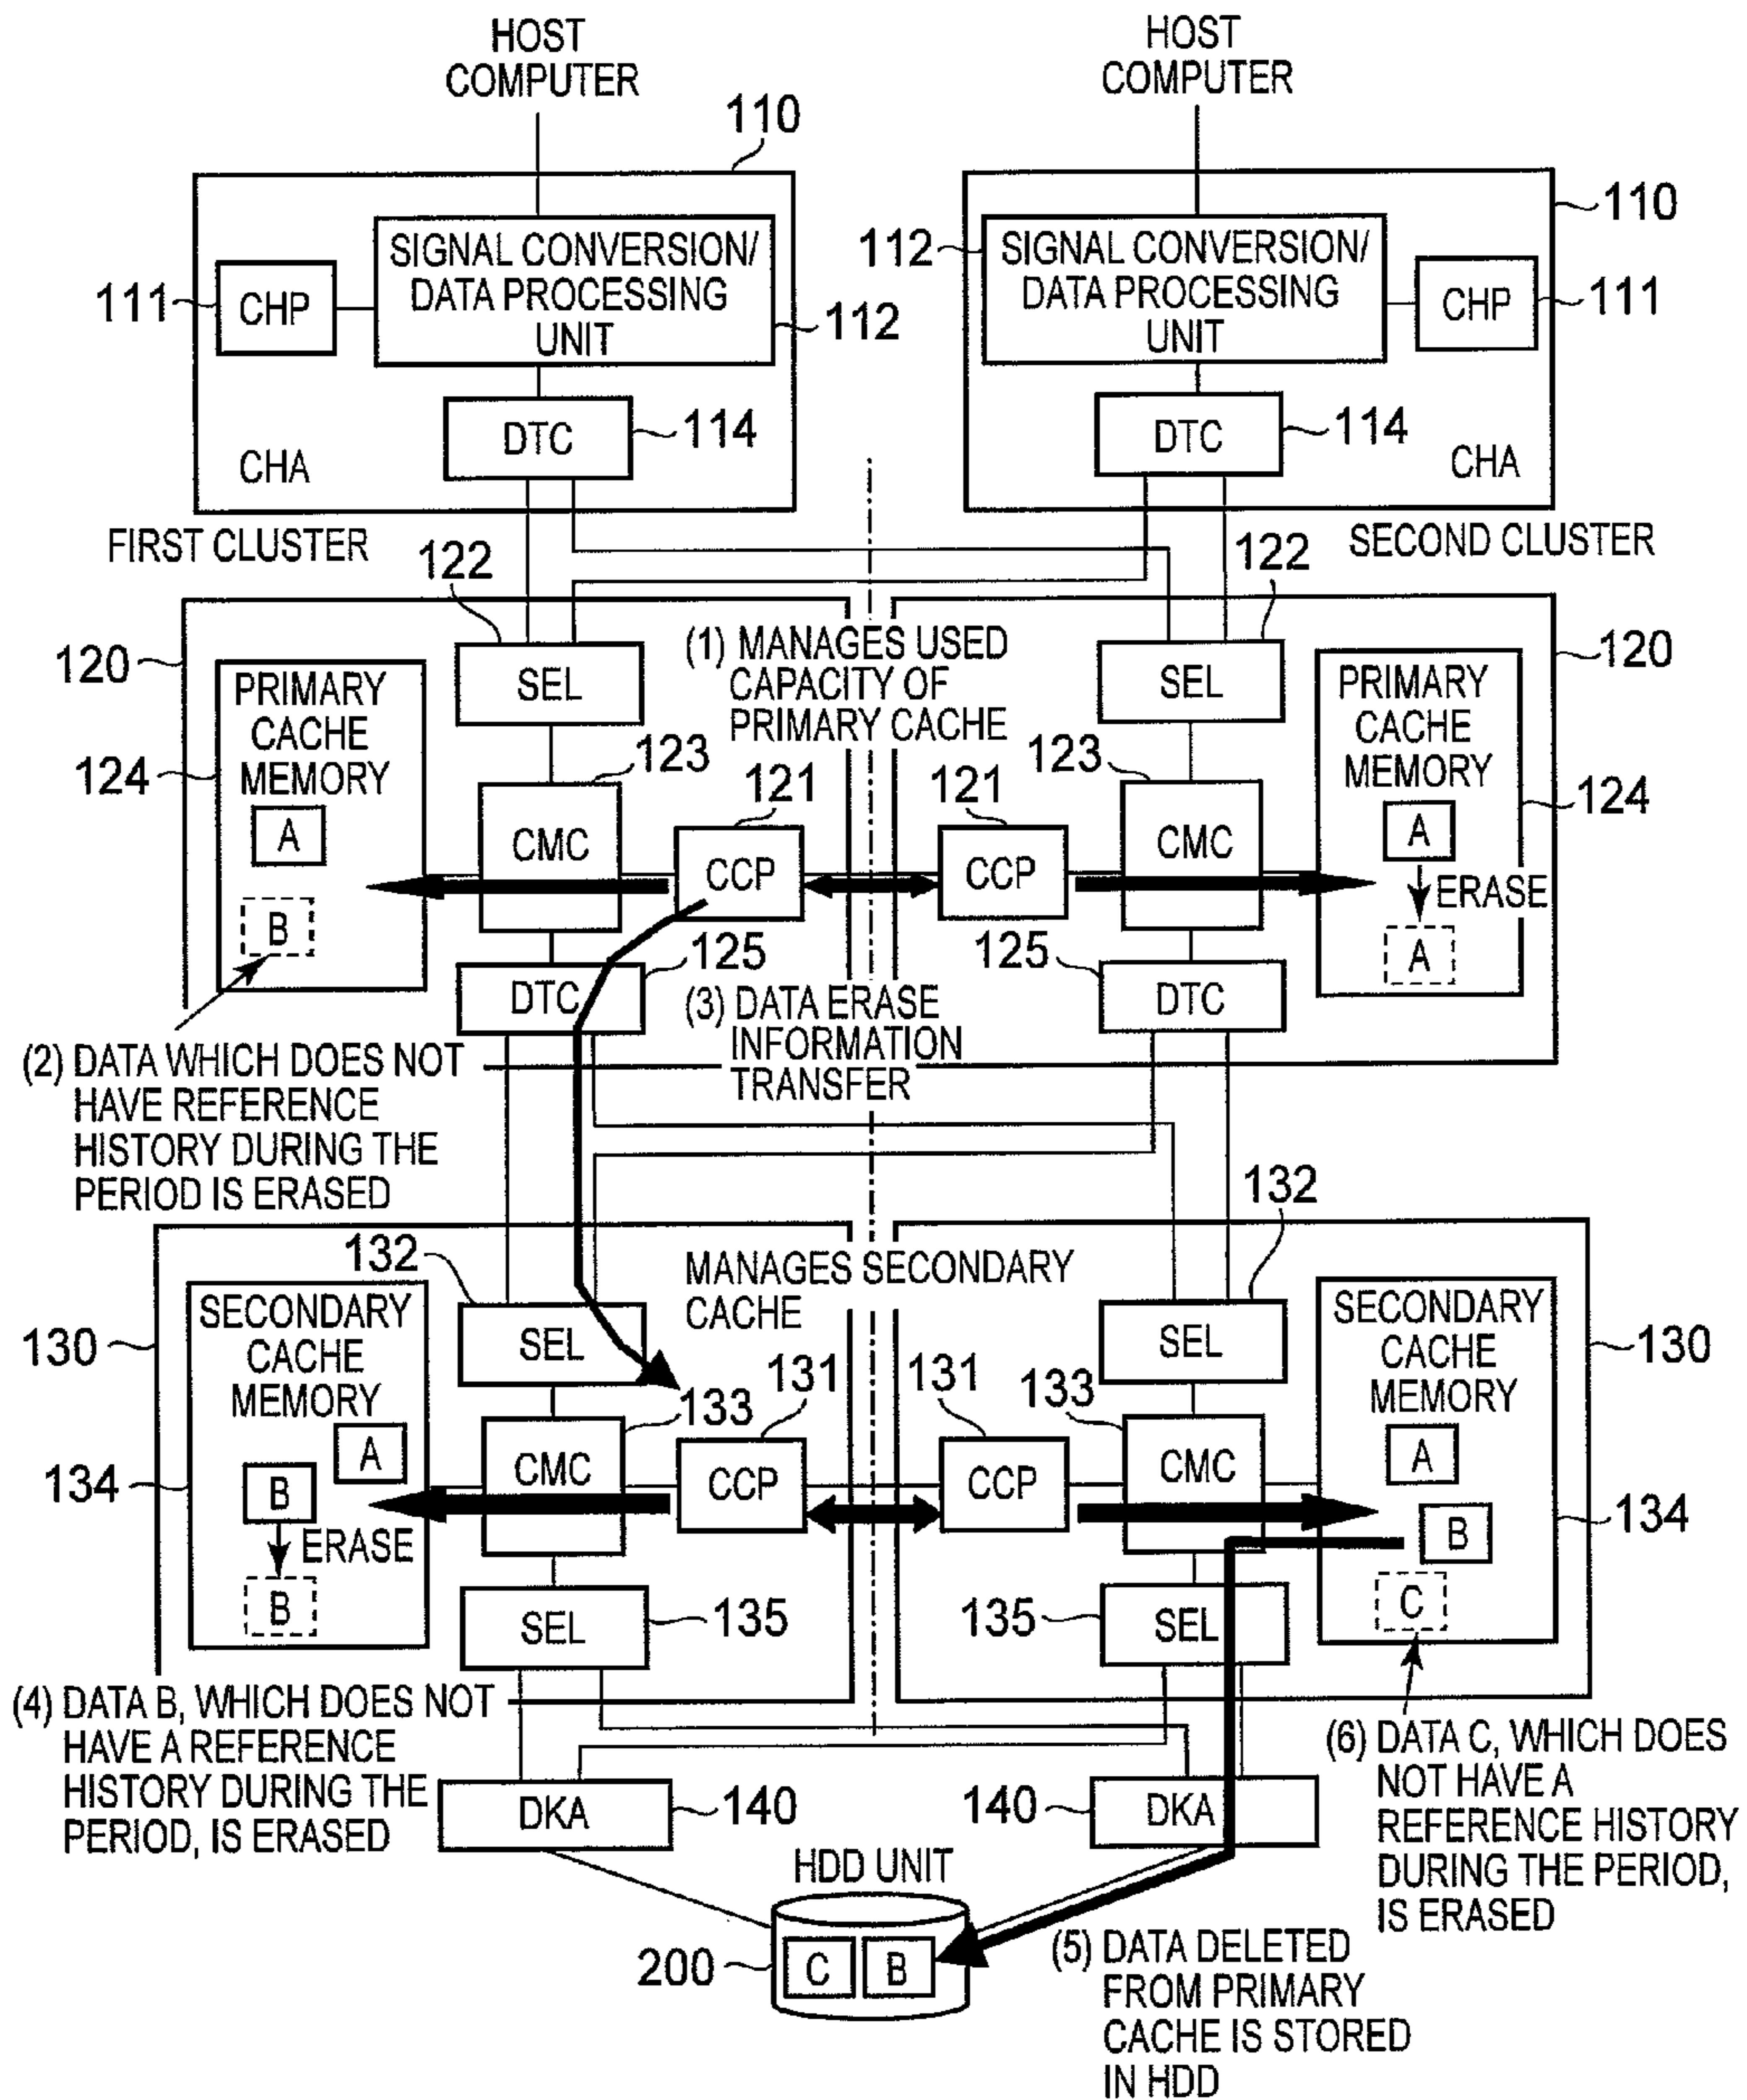 HOST
COMPUTER
HOST
COMPUTER
110
110
SIGNAL CONVERSION/
DATA PROCESSING
UNIT
112
CHP
111
DTC
114
CHA
112
SIGNAL CONVERSION/
DATA PROCESSING
UNIT
CHP
111
DTC
114
CHA
FIRST CLUSTER
SECOND CLUSTER
122
122
120
120
PRIMARY
CACHE
MEMORY
124
A
B
SEL
(1) MANAGES USED
CAPACITY OF
PRIMARY CACHE
SEL
PRIMARY
CACHE
MEMORY
124
A
ERASE
A
123
CMC
121
CCP
121
CCP
123
CMC
125
DTC
125
DTC
(3) DATA ERASE
INFORMATION
TRANSFER
(2) DATA WHICH DOES NOT
HAVE REFERENCE
HISTORY DURING THE
PERIOD IS ERASED
132
132
MANAGES SECONDARY
CACHE
130
130
SECONDARY
CACHE
MEMORY
134
A
B
ERASE
B
SEL
SEL
SECONDARY
CACHE
MEMORY
134
A
B
C
133
CMC
131
CCP
131
CCP
133
CMC
SEL
135
135
SEL
(4) DATA B, WHICH DOES NOT
HAVE A REFERENCE
HISTORY DURING THE
PERIOD, IS ERASED
(6) DATA C, WHICH DOES
NOT HAVE A
REFERENCE HISTORY
DURING THE PERIOD,
IS ERASED
DKA
140
140
DKA
HDD UNIT
200
C
B
(5) DATA DELETED
FROM PRIMARY
CACHE IS STORED
IN HDD